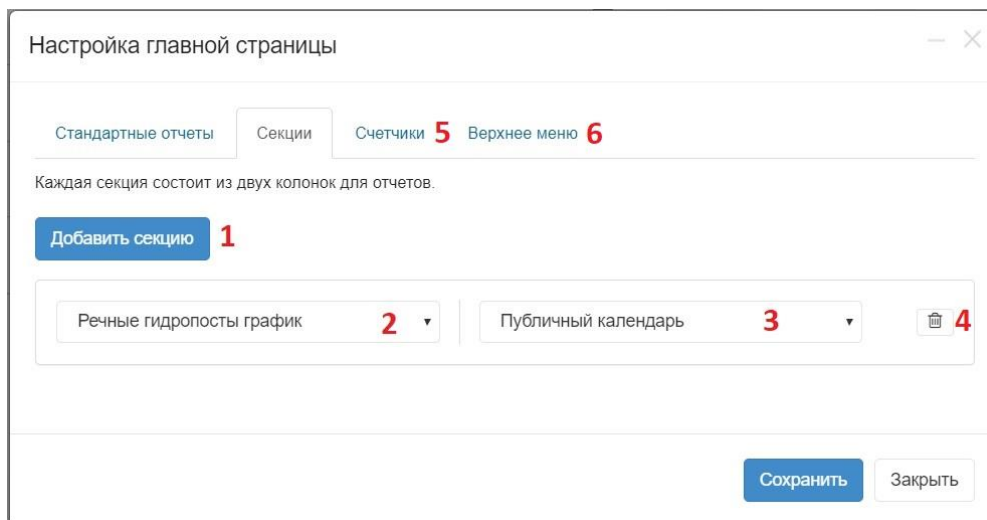 Настройка главной страницы
Стандартные отчеты Секции Счетчики 5 Верхнее меню 6
Каждая секция состоит из двух колонок для отчетов.
Добавить секцию 1
Речные гидропосты график 2 Публичный календарь 3 4
Сохранить Закрыть